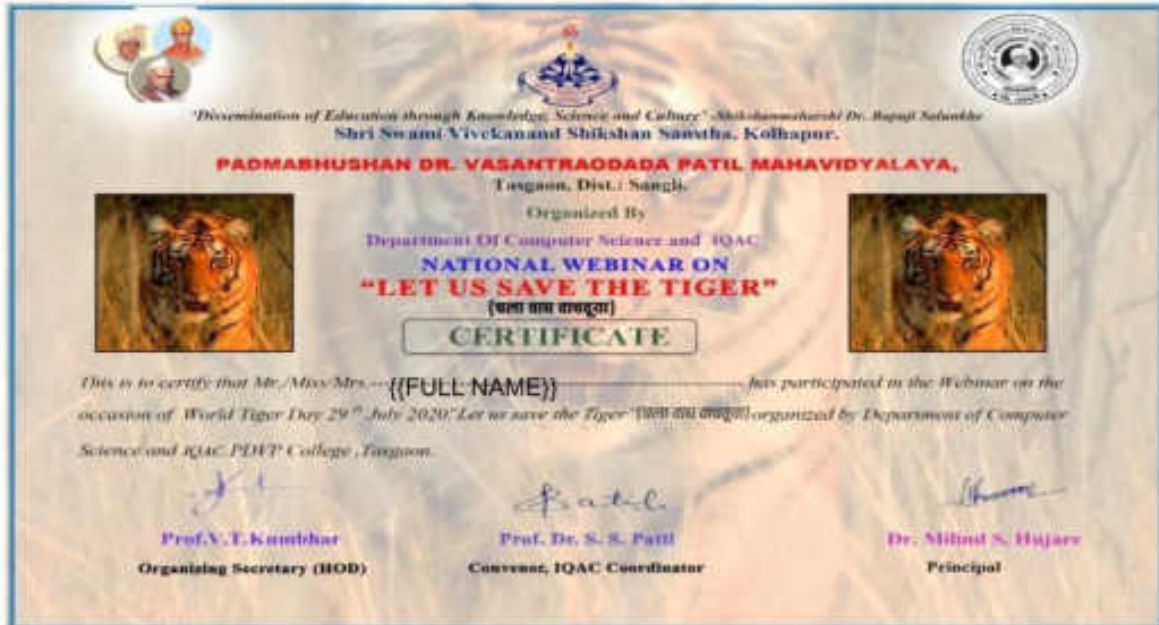 "Dissemination of Education through Knowledge, Science and Culture" -Shikshanmaharshi Dr. Bapuji Salunkhe
Shri Swami Vivekanand Shikshan Sanstha, Kolhapur.
PADMABHUSHAN DR. VASANTRAODADA PATIL MAHAVIDYALAYA,
Tasgaon, Dist.: Sangli.
Organized By
Department Of Computer Science and IQAC
NATIONAL WEBINAR ON
"LET US SAVE THE TIGER"
(चला वाघ वाचवूया)
CERTIFICATE
This is to certify that Mr./Miss/Mrs. {{FULL NAME}} has participated in the Webinar on the
occasion of World Tiger Day 29th July 2020."Let us save the Tiger"(चला वाघ वाचवूया) organized by Department of Computer
Science and IQAC PDVP College ,Tasgaon.
Prof.V.T.Kumbhar
Prof. Dr. S. S. Patil
Dr. Milind S. Hujare
Organizing Secretary (HOD)
Convenor, IQAC Coordinator
Principal